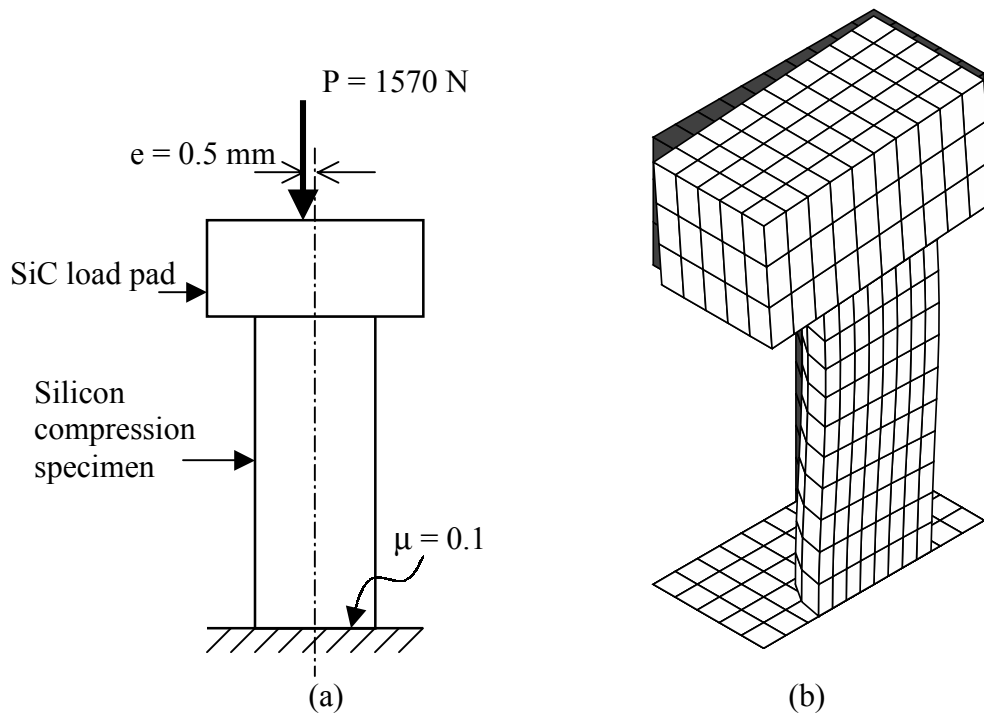 P = 1570 N
e = 0.5 mm
SiC load pad
Silicon
compression
specimen
μ = 0.1
(a)
(b)